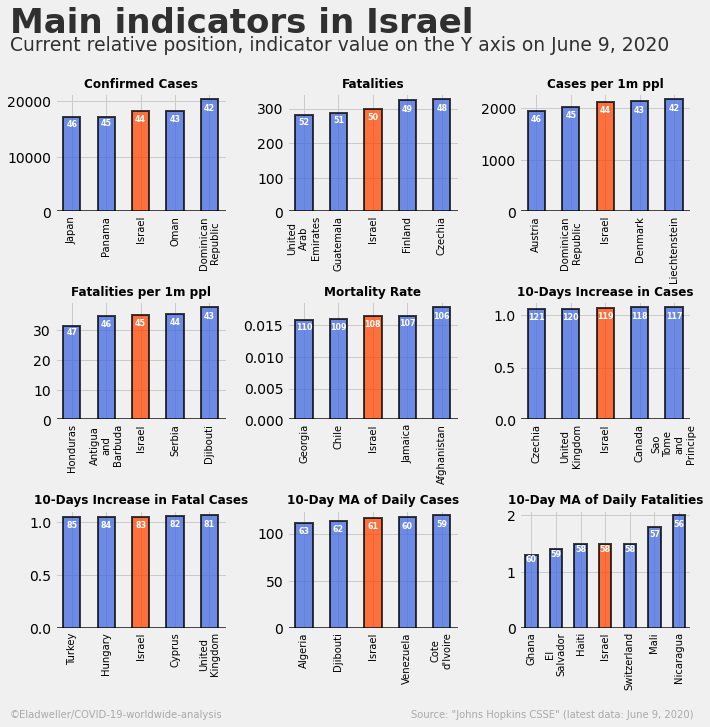 Main indicators in Israel
Current relative position, indicator value on the Y axis on June 9, 2020
Confirmed Cases
20000
10000
0
46
45
44
43
42
Japan
Panama
Israel
Oman
Dominican
Republic
Fatalities
300
200
100
0
52
51
50
49
48
United
Arab
Emirates
Guatemala
Israel
Finland
Czechia
Cases per 1m ppl
2000
1000
0
46
45
44
43
42
Austria
Dominican
Republic
Israel
Denmark
Liechtenstein
Fatalities per 1m ppl
30
20
10
0
47
46
45
44
43
Honduras
Antigua
and
Barbuda
Israel
Serbia
Djibouti
Mortality Rate
0.015
0.010
0.005
0.000
110
109
108
107
106
Georgia
Chile
Israel
Jamaica
Afghanistan
10-Days Increase in Cases
1.0
0.5
0.0
121
120
119
118
117
Czechia
United
Kingdom
Israel
Canada
Sao
Tome
and
Principe
10-Days Increase in Fatal Cases
1.0
0.5
0.0
85
84
83
82
81
Turkey
Hungary
Israel
Cyprus
United
Kingdom
10-Day MA of Daily Cases
100
50
0
63
62
61
60
59
Algeria
Djibouti
Israel
Venezuela
Cote
d'Ivoire
10-Day MA of Daily Fatalities
2
1
0
60
59
58
58
58
57
56
Ghana
El
Salvador
Haiti
Israel
Switzerland
Mali
Nicaragua
©Eladweller/COVID-19-worldwide-analysis
Source: "Johns Hopkins CSSE" (latest data: June 9, 2020)